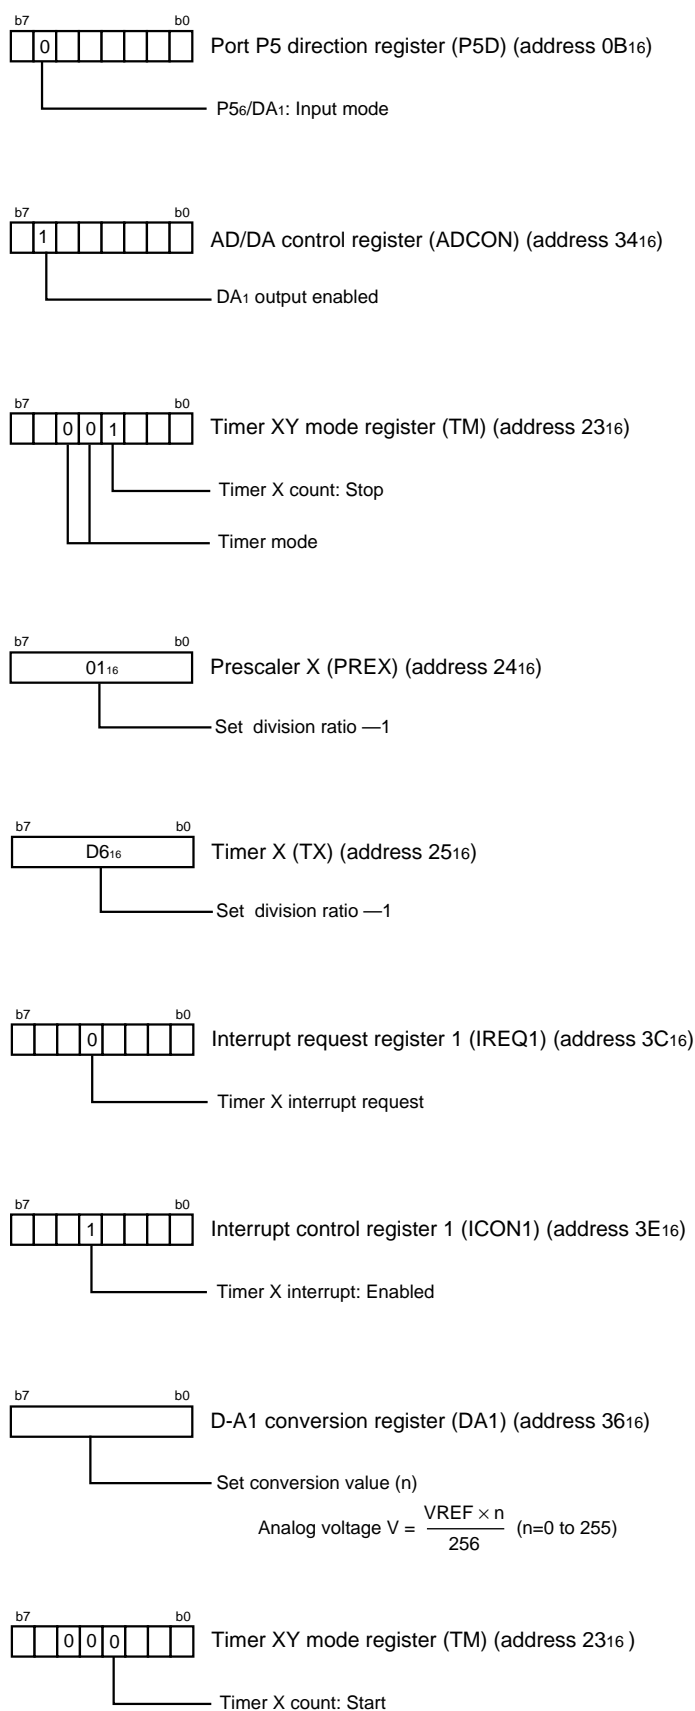 b7 b0
0 Port P5 direction register (P5D) (address 0B16)
P56/DA1: Input mode
b7 b0
1 AD/DA control register (ADCON) (address 3416)
DA1 output enabled
b7 b0
0 0 1 Timer XY mode register (TM) (address 2316)
Timer X count: Stop
Timer mode
b7 b0
0116 Prescaler X (PREX) (address 2416)
Set division ratio —1
b7 b0
D616 Timer X (TX) (address 2516)
Set division ratio —1
b7 b0
0 Interrupt request register 1 (IREQ1) (address 3C16)
Timer X interrupt request
b7 b0
1 Interrupt control register 1 (ICON1) (address 3E16)
Timer X interrupt: Enabled
b7 b0
D-A1 conversion register (DA1) (address 3616)
Set conversion value (n)
Analog voltage V = VREF × n / 256 (n=0 to 255)
b7 b0
0 0 0 Timer XY mode register (TM) (address 2316 )
Timer X count: Start